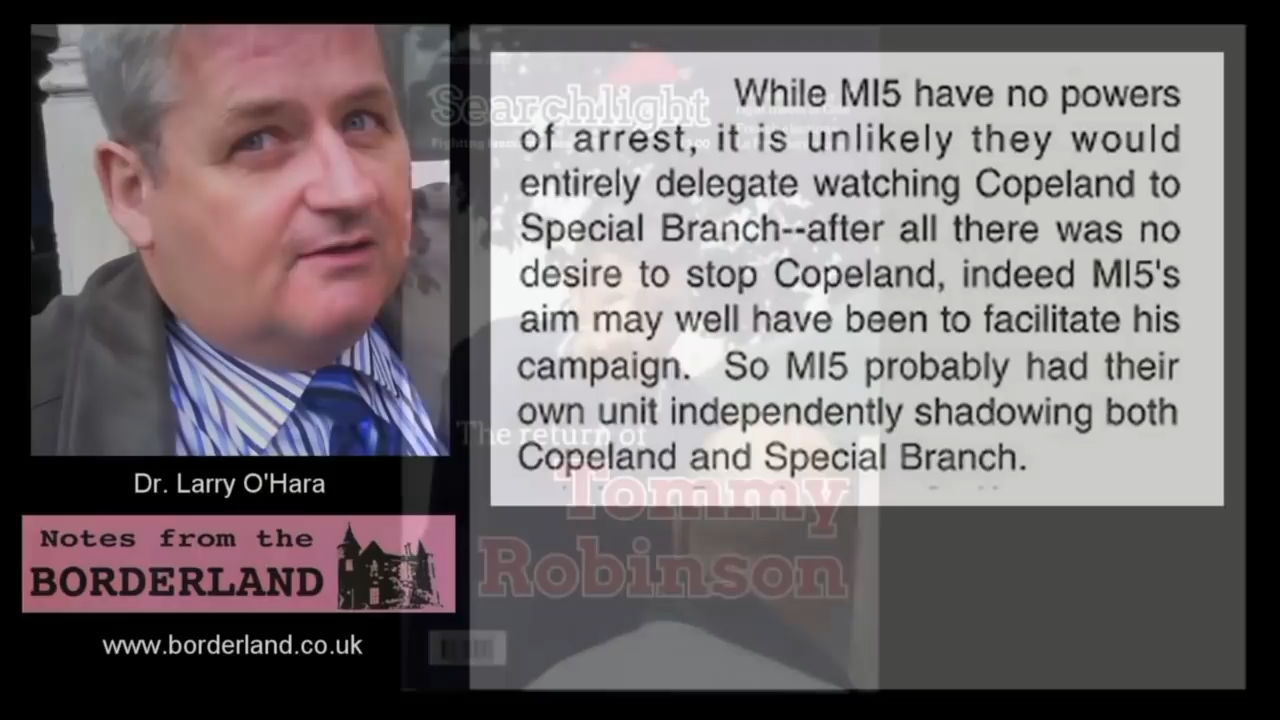 While MI5 have no powers
of arrest, it is unlikely they would
entirely delegate watching Copeland to
Special Branch--after all there was no
desire to stop Copeland, indeed MI5's
aim may well have been to facilitate his
campaign. So MI5 probably had their
own unit independently shadowing both
Copeland and Special Branch.
Dr. Larry O'Hara
Notes from the
BORDERLAND
www.borderland.co.uk
Searchlight
The return of
Tommy
Robinson